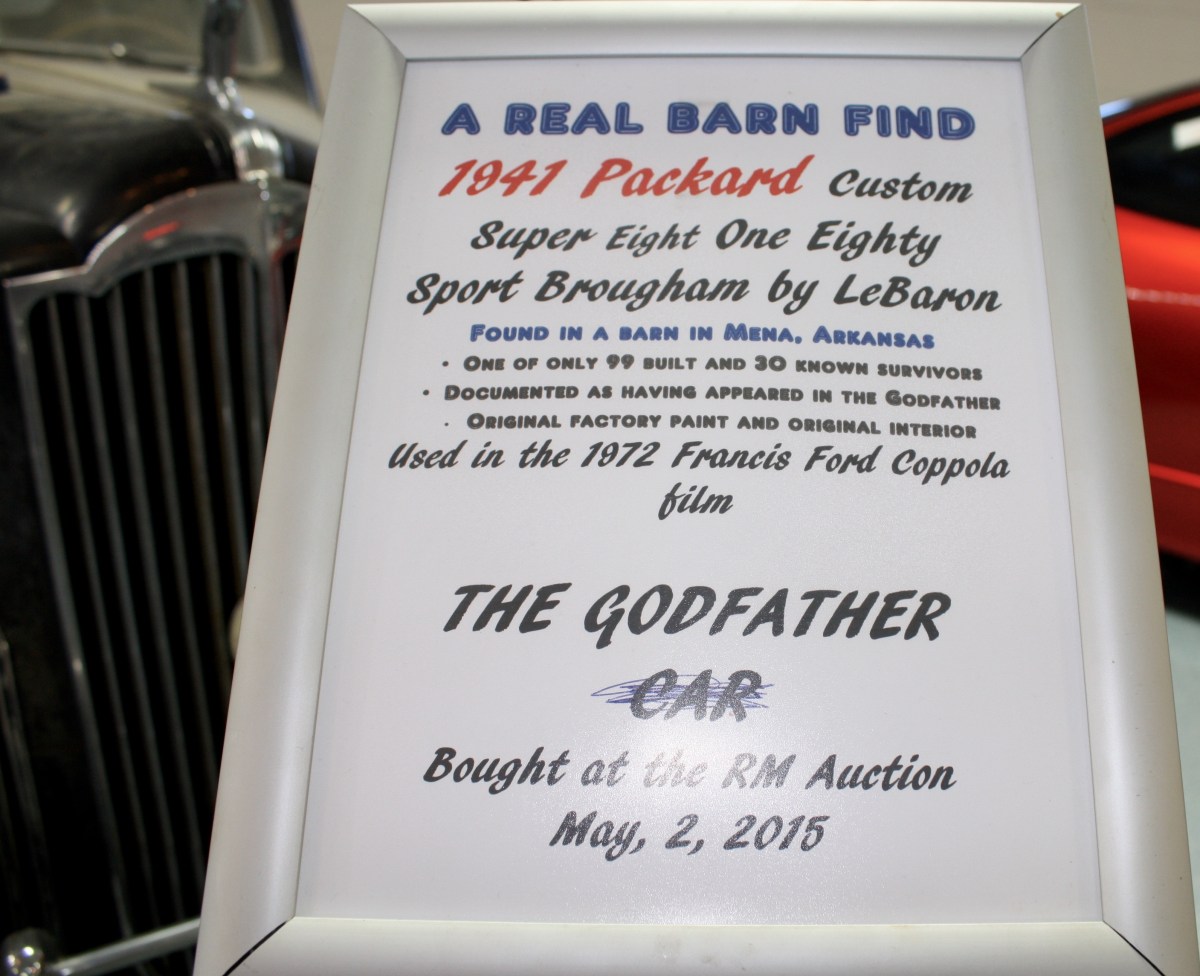 A REAL BARN FIND
1941 Packard Custom
Super Eight One Eighty
Sport Brougham by LeBaron
FOUND IN A BARN IN MENA, ARKANSAS
• ONE OF ONLY 99 BUILT AND 30 KNOWN SURVIVORS
• DOCUMENTED AS HAVING APPEARED IN THE GODFATHER
· ORIGINAL FACTORY PAINT AND ORIGINAL INTERIOR
Used in the 1972 Francis Ford Coppola
film
THE GODFATHER
CAR
Bought at the RM Auction
May, 2, 2015